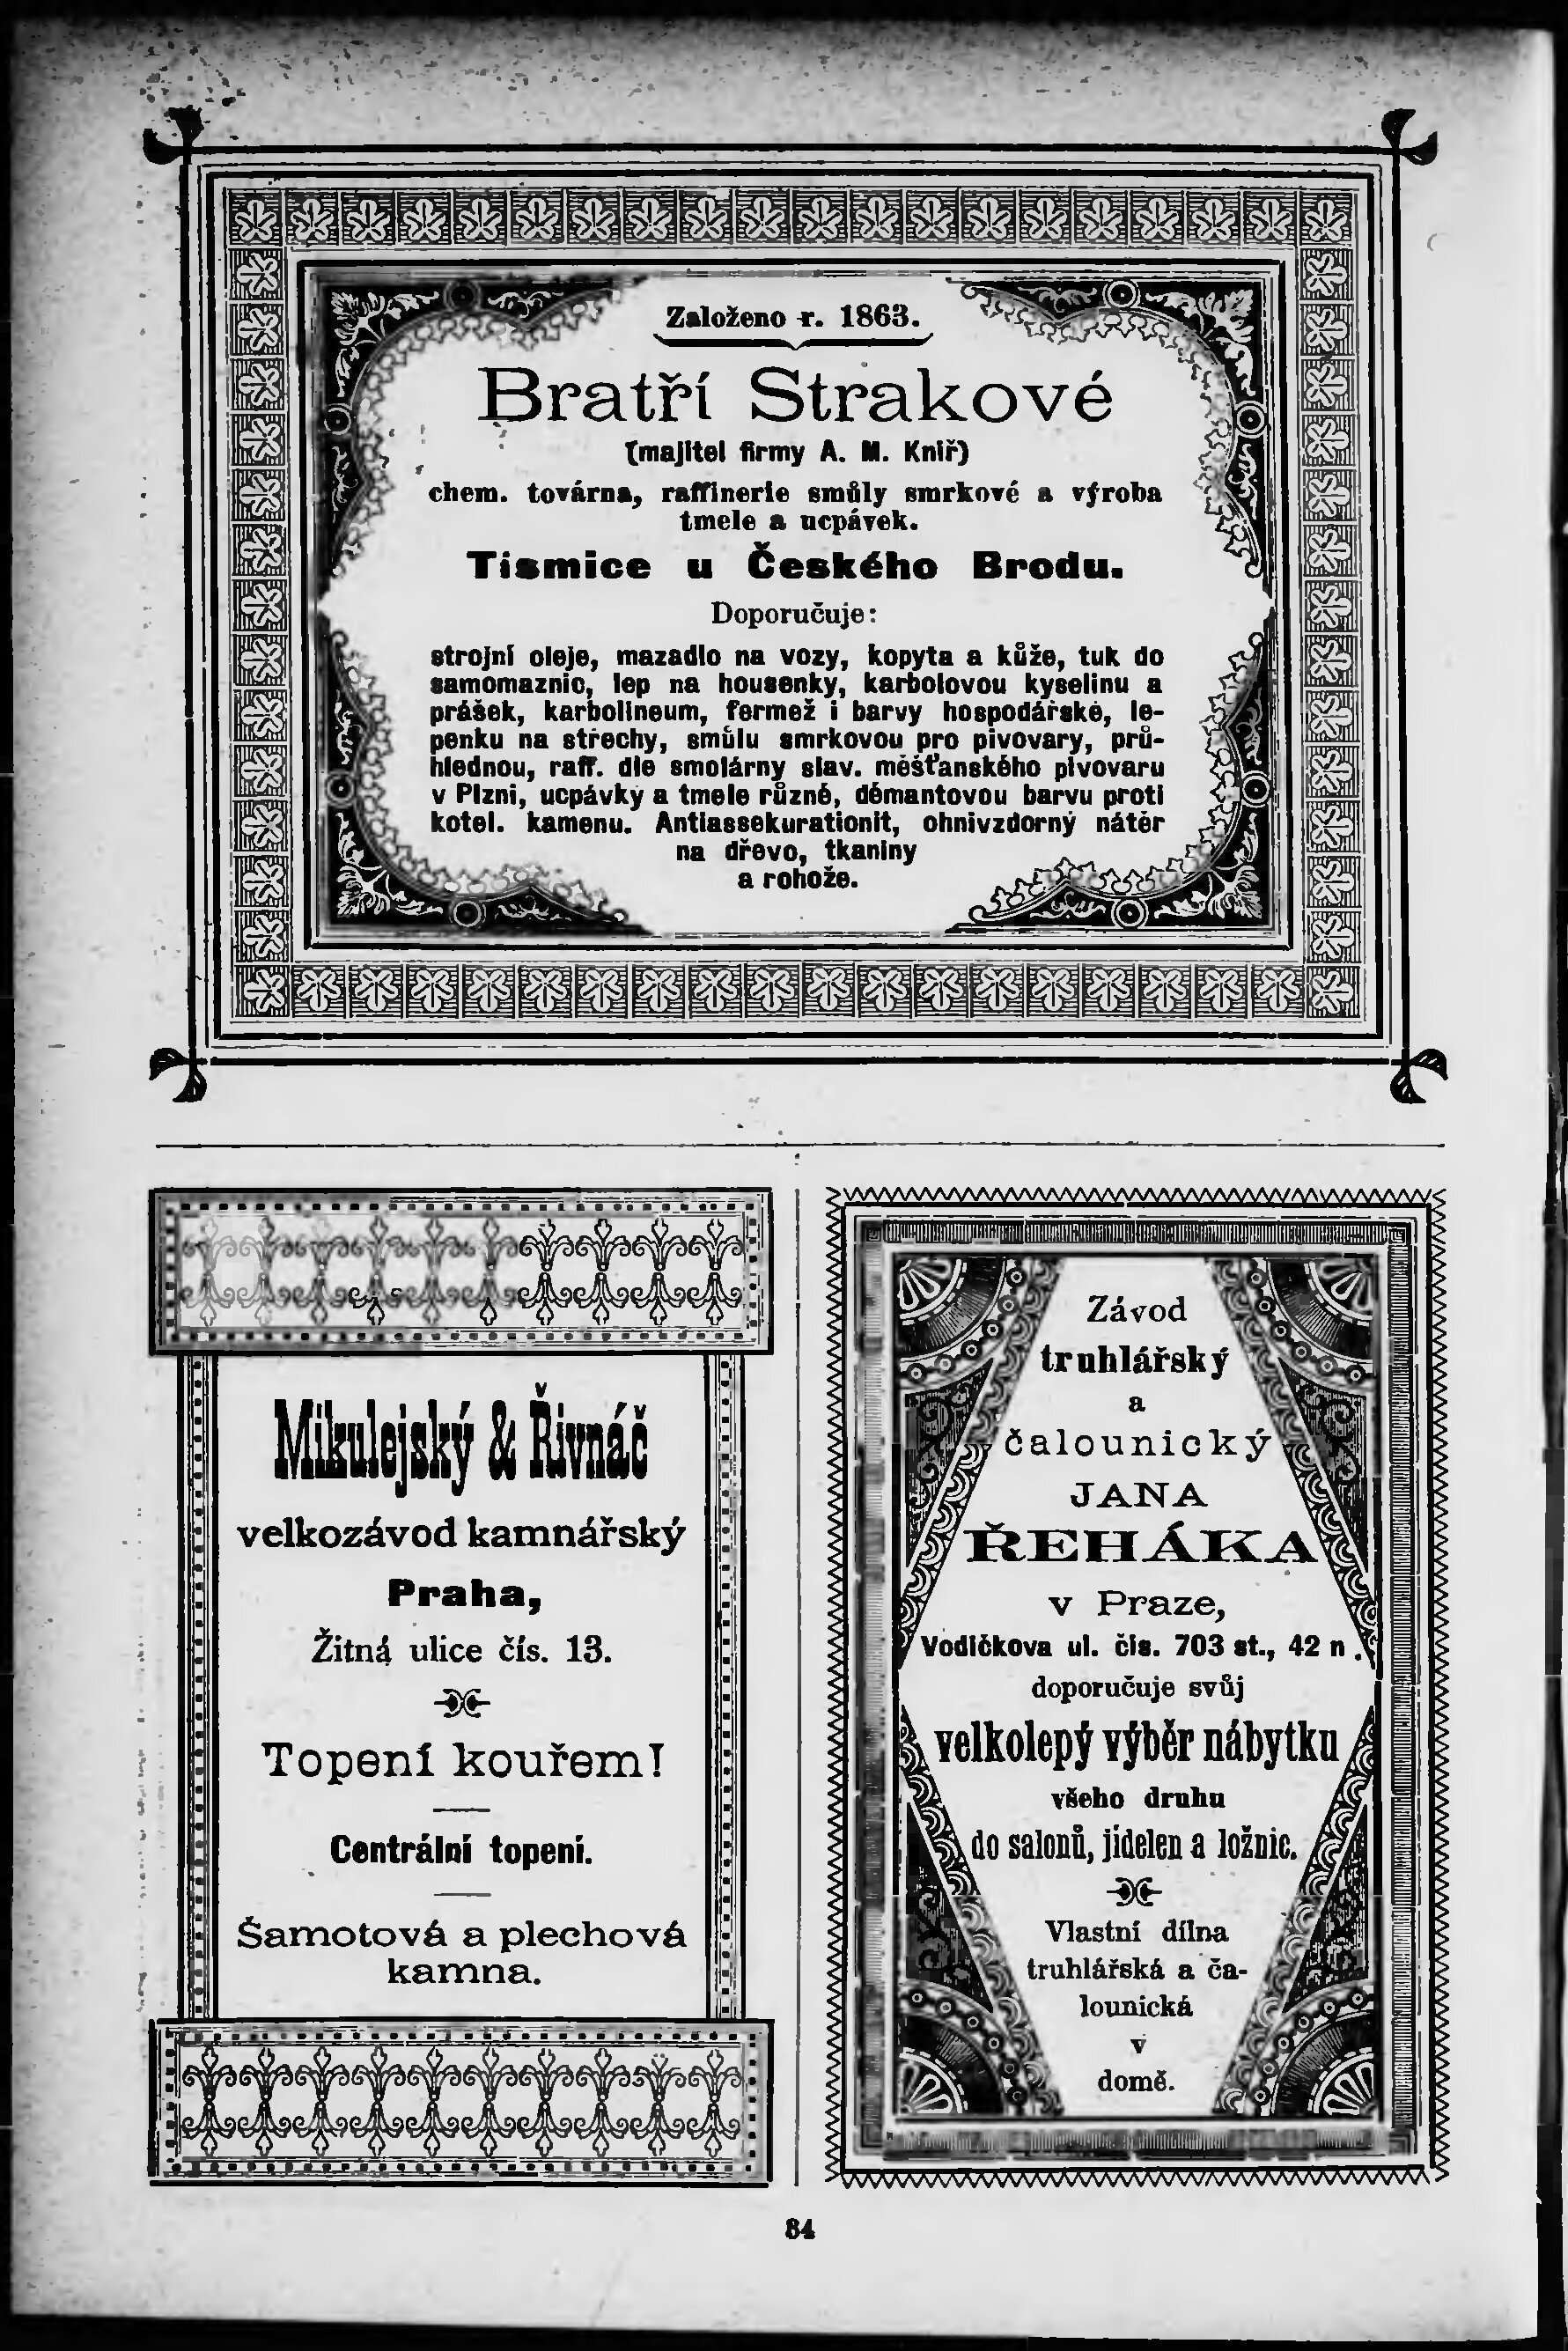 Založeno r. 1863.
Bratří Strakové
(majitel firmy A. M. Kniř)
chem. továrna, raffinerie smůly smrkové a výroba
tmele a ucpávek.
Tismice u Českého Brodu.
Doporučuje:
strojní oleje, mazadlo na vozy, kopyta a kůže, tuk do
samomaznic, lep na housenky, karbolovou kyselinu a
prášek, karbolineum, fermež i barvy hospodářské, le-
penku na střechy, smůlu smrkovou pro pivovary, prů-
hlednou, raff. dle smolárny slav. měšťanského pivovaru
v Plzni, ucpávky a tmele různé, démantovou barvu proti
kotel. kamenu. Antiassekurationit, ohnivzdorný nátěr
na dřevo, tkaniny
a rohože.
Mikulejský & Řivnáč
velkozávod kamnářský
Praha,
Žitná ulice čís. 13.
Topení kouřem!
Centrální topení.
Šamotová a plechová
kamna.
Závod
truhlářský
a
čalounický
JANA
ŘEHÁKA
v Praze,
Vodičkova ul. čís. 703 st., 42 n.
doporučuje svůj
velkolepý výběr nábytku
všeho druhu
do salonů, jídelen a ložnic.
Vlastní dílna
truhlářská a ča-
lounická
v
domě.
84